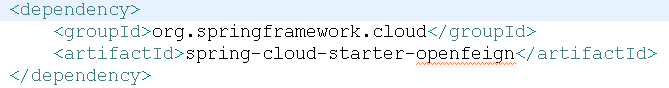 <dependency>
    <groupId>org.springframework.cloud</groupId>
    <artifactId>spring-cloud-starter-openfeign</artifactId>
</dependency>